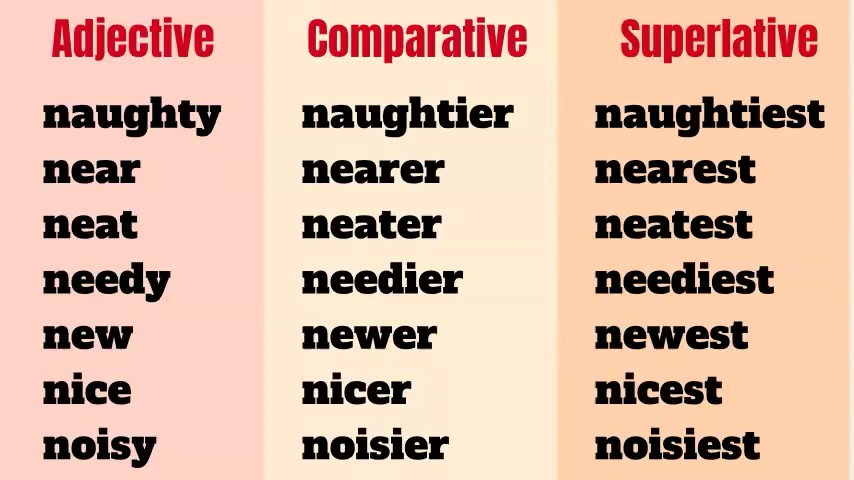 Adjective Comparative Superlative
naughty naughtier naughtiest
near nearer nearest
neat neater neatest
needy needier neediest
new newer newest
nice nicer nicest
noisy noisier noisiest